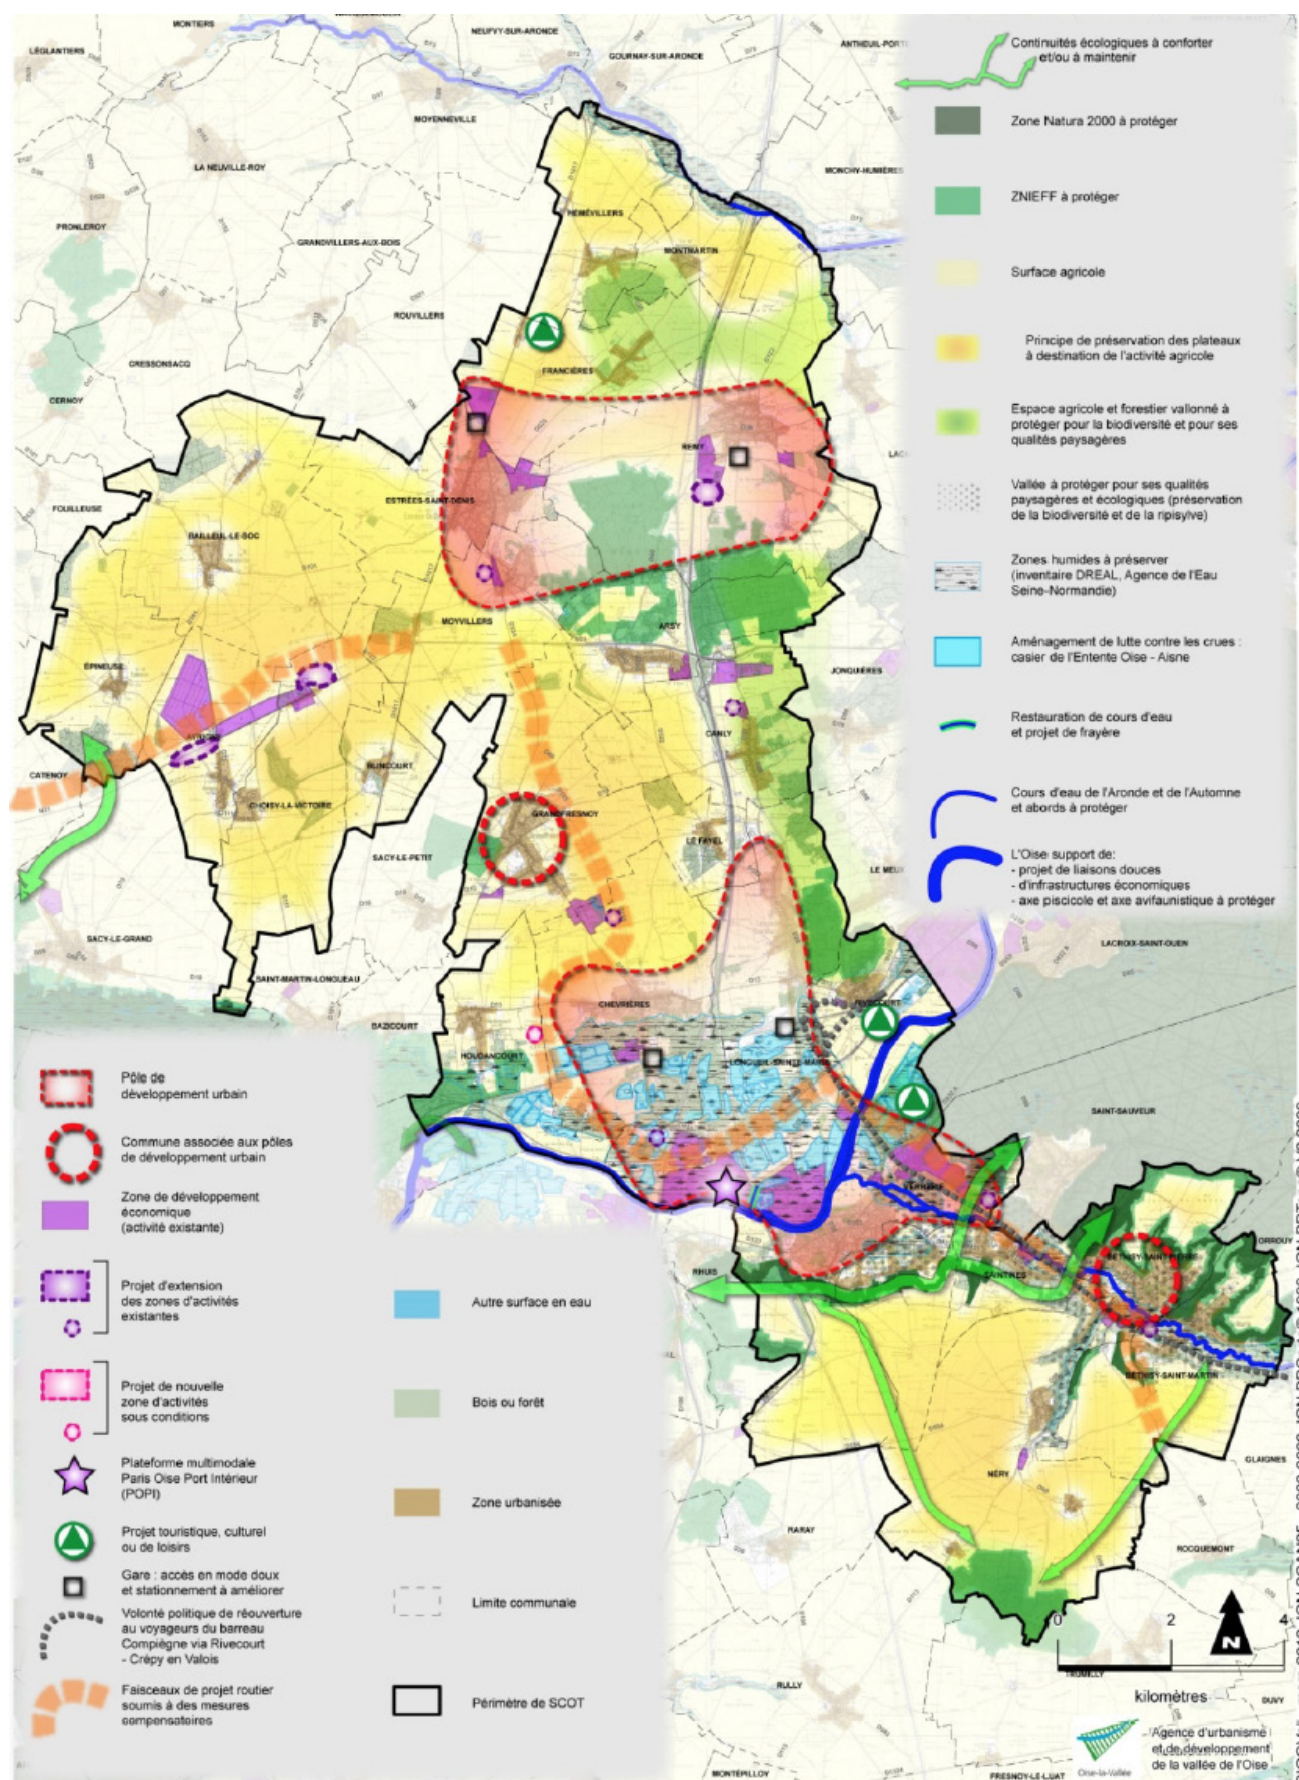 MONTIERS
NEUFVY-SUR-ARONDE
LÉGLANTIERS
GOURNAY-SUR-ARONDE
MOYENNEVILLE
LA NEUVILLE-ROY
MONCHY-HUMIÈRES
PRONLEROY
HÉMÉVILLERS
GRANDVILLERS-AUX-BOIS
MONTMARTIN
ROUVILLERS
CRESSONSACQ
FRANCIÈRES
CERNOY
REMY
ESTRÉES-SAINT-DENIS
FOUILLEUSE
BAILLEUL-LE-SOC
MOYVILLERS
ARSY
ÉPINEUSE
JONQUIÈRES
AVRIGNY
CANLY
CATENOY
BLINCOURT
CHOISY-LA-VICTOIRE
GRANDFRESNOY
LE FAYEL
SACY-LE-PETIT
LE MEUX
SACY-LE-GRAND
SAINT-MARTIN-LONGUEAU
LACROIX-SAINT-OUEN
CHEVRIÈRES
RIVECOURT
BAZICOURT
HOUDANCOURT
LONGUEIL-SAINTE-MARIE
SAINT-SAUVEUR
VERBERIE
ORROUY
BÉTHISY-SAINT-PIERRE
RHUIS
SAINTINES
BÉTHISY-SAINT-MARTIN
NÉRY
GLAIGNES
RARAY
ROCQUEMONT
TRUMILLY
RULLY
DUVY
MONTÉPILLOY
FRESNOY-LE-LUAT
Continuités écologiques à conforter
et/ou à maintenir
Zone Natura 2000 à protéger
ZNIEFF à protéger
Surface agricole
Principe de préservation des plateaux
à destination de l'activité agricole
Espace agricole et forestier vallonné à
protéger pour la biodiversité et pour ses
qualités paysagères
Vallée à protéger pour ses qualités
paysagères et écologiques (préservation
de la biodiversité et de la ripisylve)
Zones humides à préserver
(inventaire DREAL, Agence de l'Eau
Seine-Normandie)
Aménagement de lutte contre les crues :
casier de l'Entente Oise - Aisne
Restauration de cours d'eau
et projet de frayère
Cours d'eau de l'Aronde et de l'Automne
et abords à protéger
L'Oise support de:
- projet de liaisons douces
- d'infrastructures économiques
- axe piscicole et axe avifaunistique à protéger
Pôle de
développement urbain
Commune associée aux pôles
de développement urbain
Zone de développement
économique
(activité existante)
Projet d'extension
des zones d'activités
existantes
Projet de nouvelle
zone d'activités
sous conditions
Plateforme multimodale
Paris Oise Port Intérieur
(POPI)
Projet touristique, culturel
ou de loisirs
Gare : accès en mode doux
et stationnement à améliorer
Volonté politique de réouverture
au voyageurs du barreau
Compiègne via Rivecourt
- Crépy en Valois
Faisceaux de projet routier
soumis à des mesures
compensatoires
Autre surface en eau
Bois ou forêt
Zone urbanisée
Limite communale
Périmètre de SCOT
0 2 4
N
kilomètres
Agence d'urbanisme
et de développement
de la vallée de l'Oise
Oise-la-Vallée